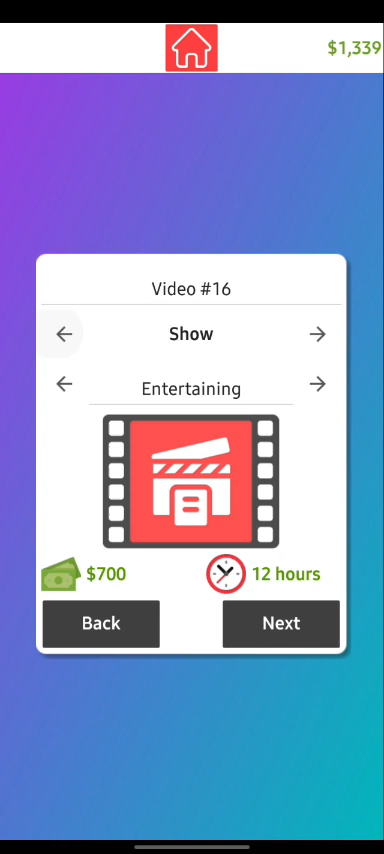 $1,339
Video #16
Show
Entertaining
$700
12 hours
Back
Next